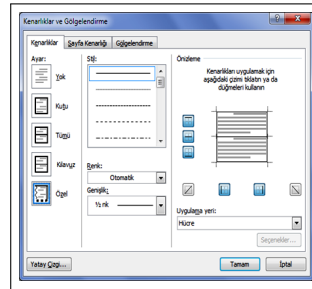 Kenarlıklar ve Gölgelendirme
Kenarlıklar
Sayfa Kenarlığı
Gölgelendirme
Ayar:
Yok
Kutu
Tümü
Kılavuz
Özel
Stil:
Renk:
Otomatik
Genişlik:
½ nk
Önizleme
Kenarlıkları uygulamak için
aşağıdaki çizimi tıklatın ya da
düğmeleri kullanın
Uygulama yeri:
Hücre
Seçenekler...
Yatay Çizgi...
Tamam
İptal